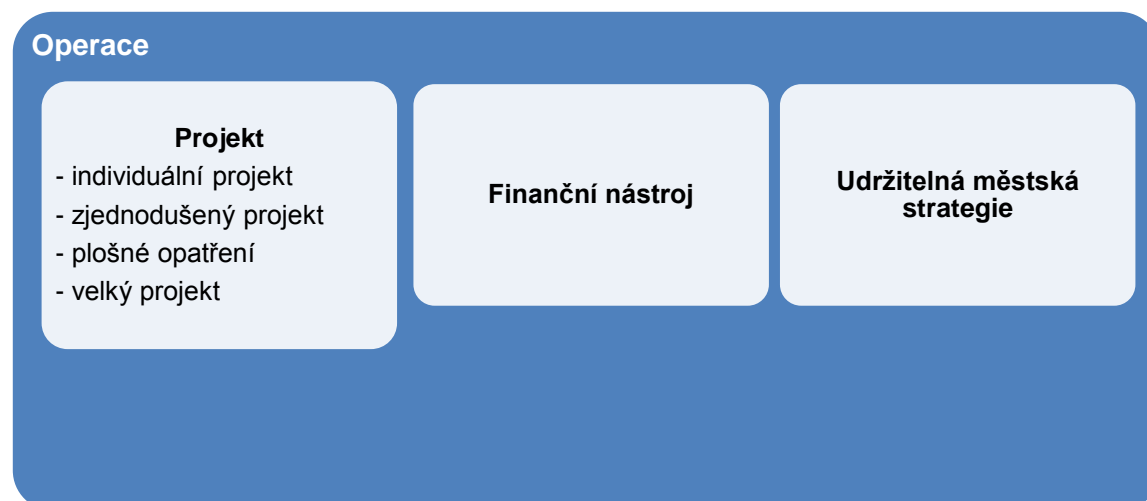 Operace
Projekt
- individuální projekt
- zjednodušený projekt
- plošné opatření
- velký projekt
Finanční nástroj
Udržitelná městská
strategie